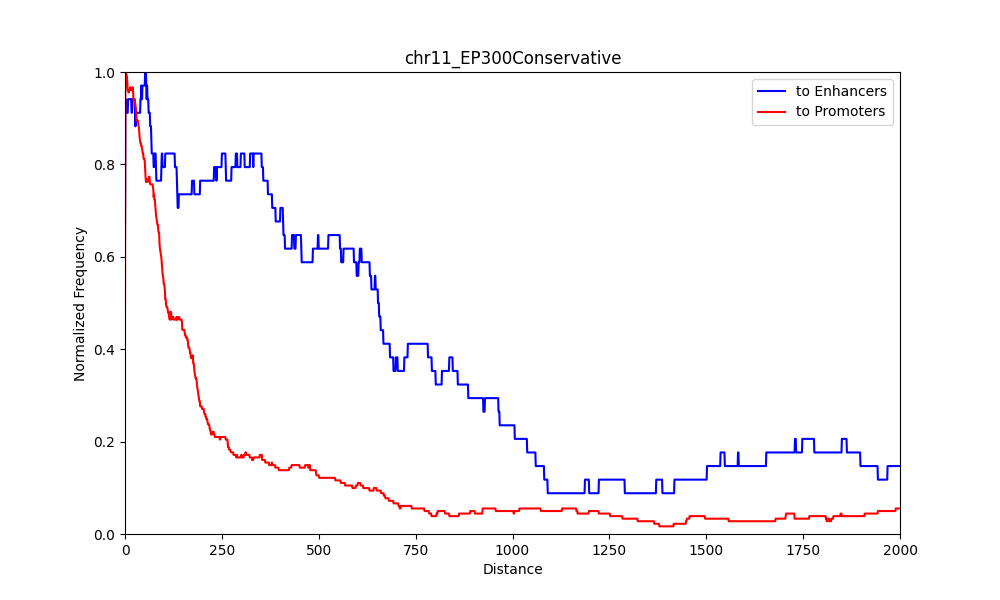 chr11_EP300Conservative
to Enhancers
to Promoters
1.0
0.8
0.6
0.4
0.2
0.0
Normalized Frequency
0 250 500 750 1000 1250 1500 1750 2000
Distance